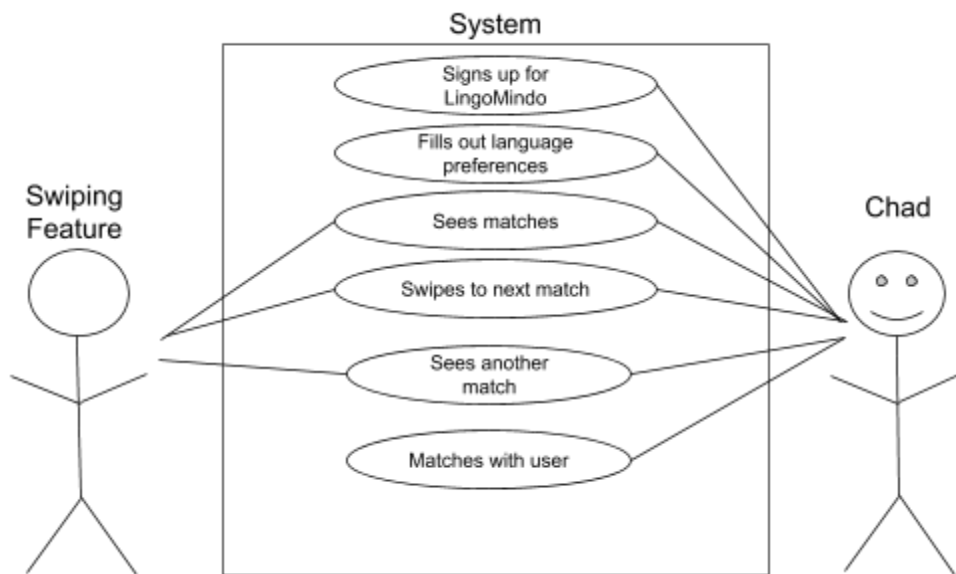 System
Signs up for
LingoMindo
Fills out language
preferences
Swiping
Feature
Sees matches
Chad
Swipes to next match
Sees another
match
Matches with user